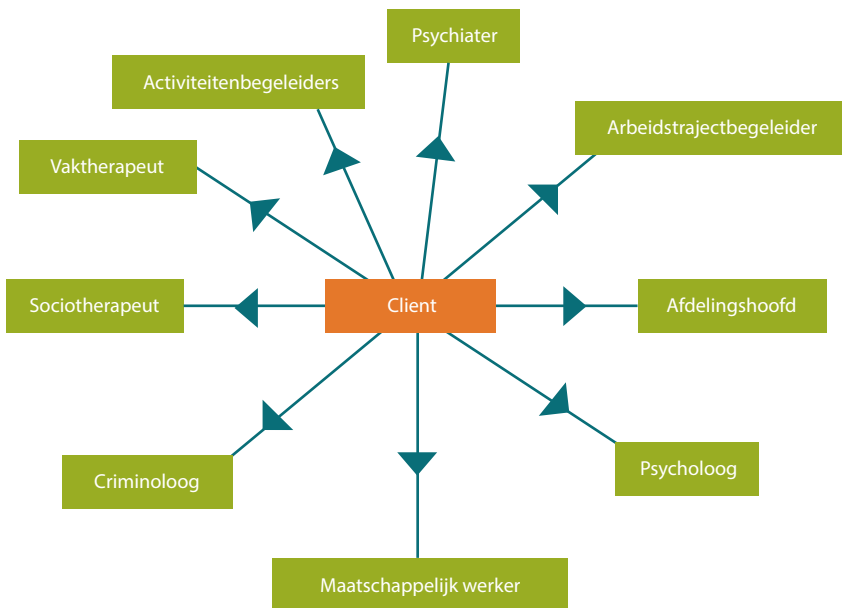 Psychiater
Activiteitenbegeleiders
Arbeidstrajectbegeleider
Vaktherapeut
Sociotherapeut
Client
Afdelingshoofd
Criminoloog
Psycholoog
Maatschappelijk werker